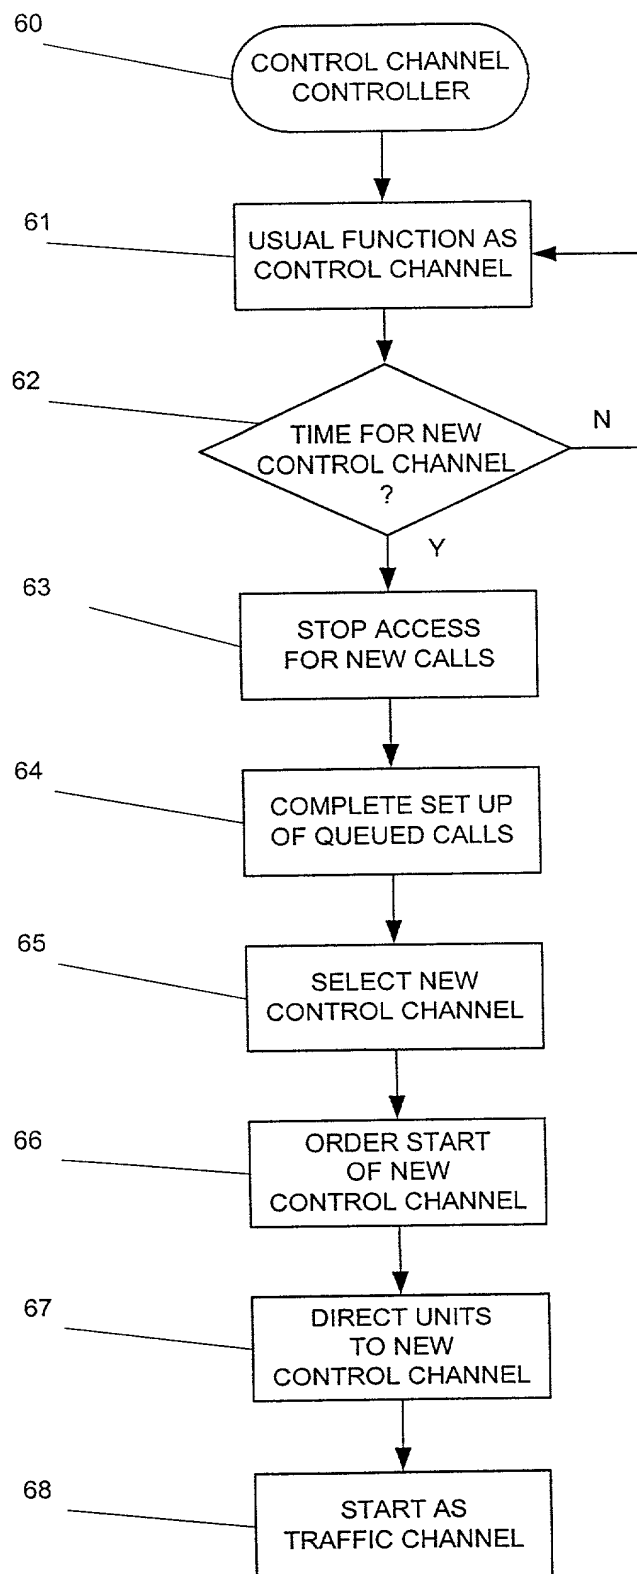 60
CONTROL CHANNEL
CONTROLLER
61
USUAL FUNCTION AS
CONTROL CHANNEL
62
TIME FOR NEW
CONTROL CHANNEL
?
N
Y
63
STOP ACCESS
FOR NEW CALLS
64
COMPLETE SET UP
OF QUEUED CALLS
65
SELECT NEW
CONTROL CHANNEL
66
ORDER START
OF NEW
CONTROL CHANNEL
67
DIRECT UNITS
TO NEW
CONTROL CHANNEL
68
START AS
TRAFFIC CHANNEL